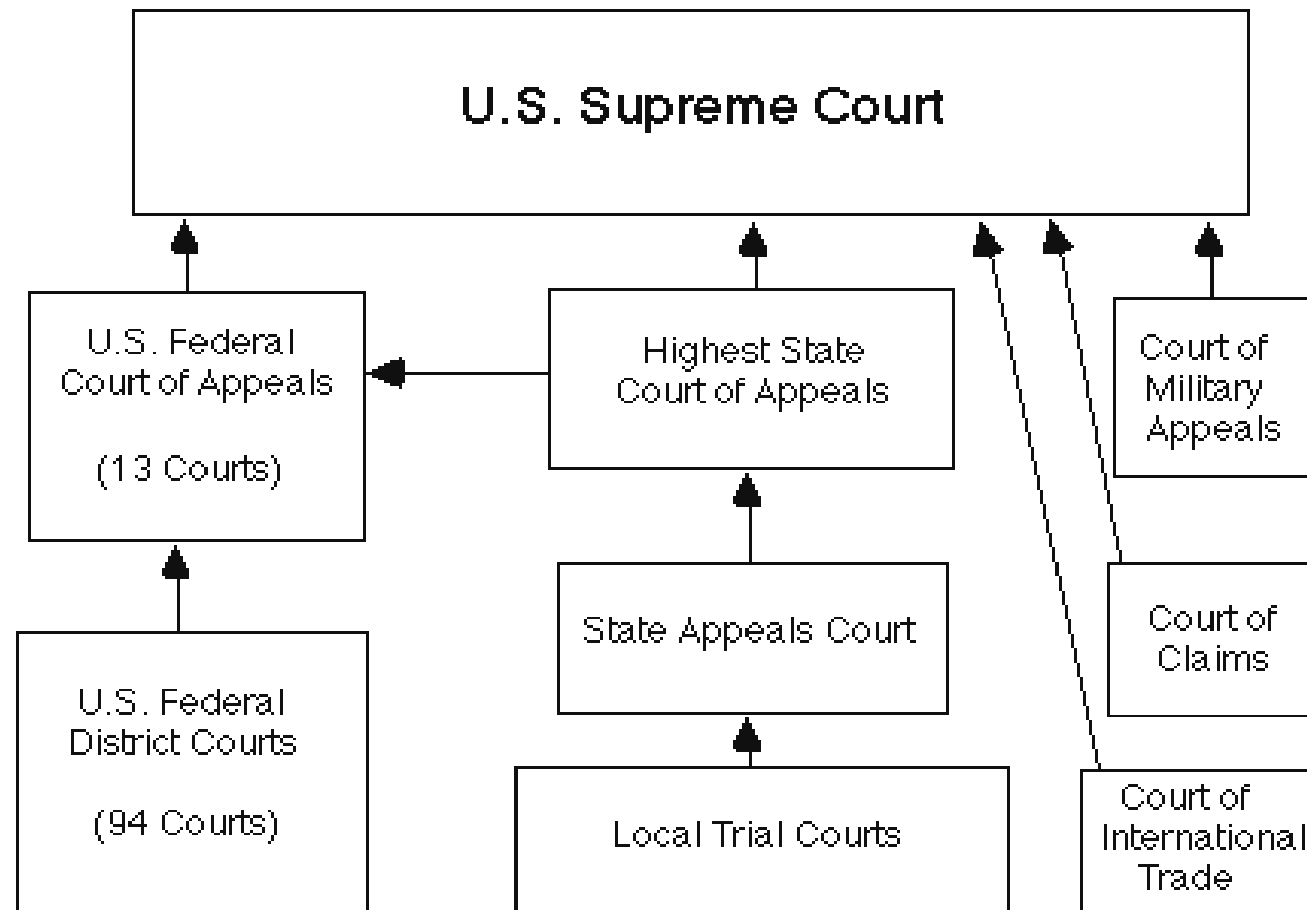 U.S. Supreme Court
U.S. Federal
Court of Appeals
(13 Courts)
Highest State
Court of Appeals
Court of
Military
Appeals
State Appeals Court
Court of
Claims
U.S. Federal
District Courts
(94 Courts)
Local Trial Courts
Court of
International
Trade